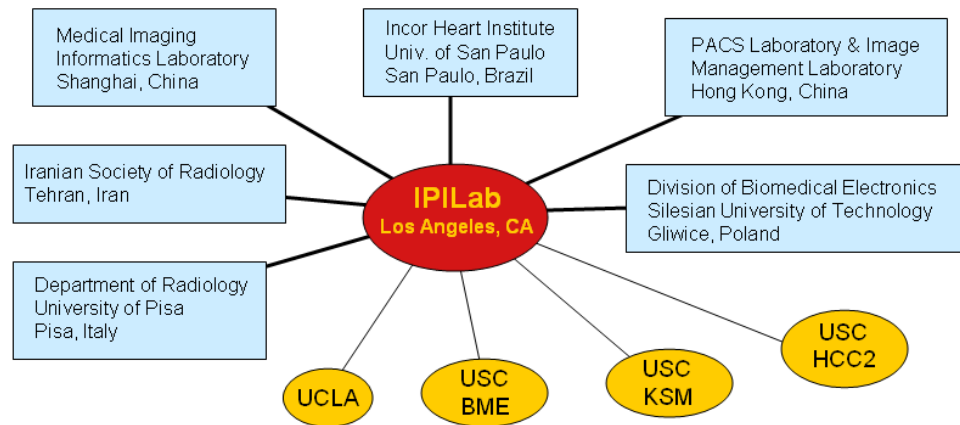 Medical Imaging
Informatics Laboratory
Shanghai, China
Incor Heart Institute
Univ. of San Paulo
San Paulo, Brazil
PACS Laboratory & Image
Management Laboratory
Hong Kong, China
Iranian Society of Radiology
Tehran, Iran
IPILab
Los Angeles, CA
Division of Biomedical Electronics
Silesian University of Technology
Gliwice, Poland
Department of Radiology
University of Pisa
Pisa, Italy
UCLA
USC
BME
USC
KSM
USC
HCC2